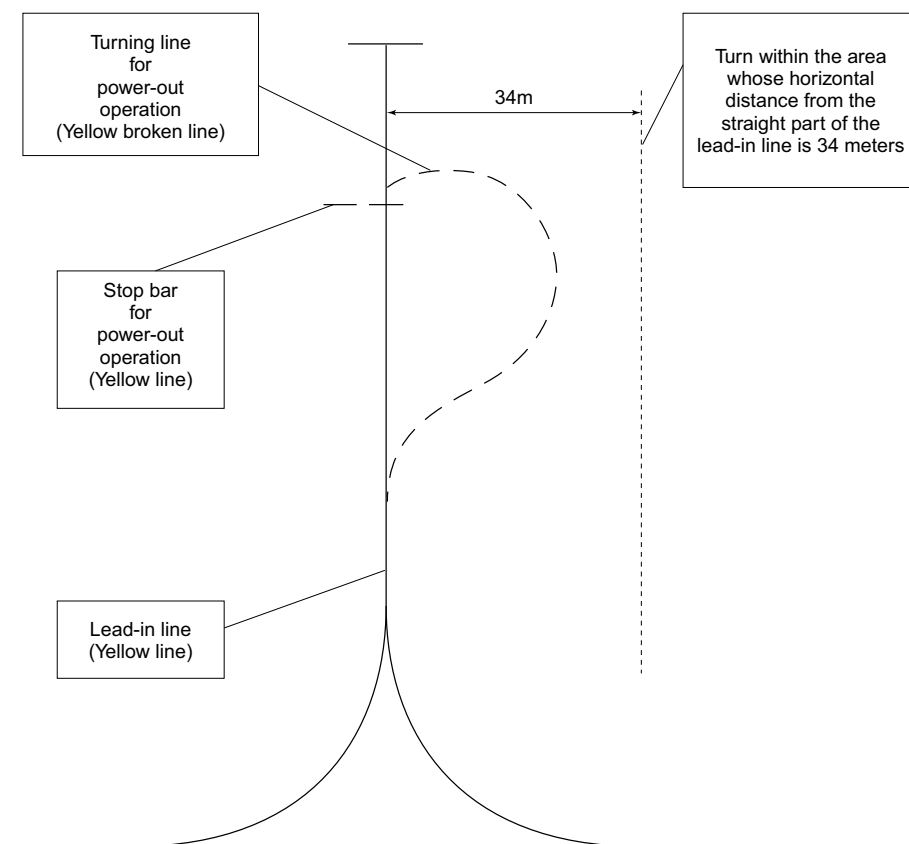 Turning line
for
power-out
operation
(Yellow broken line)
34m
Turn within the area
whose horizontal
distance from the
straight part of the
lead-in line is 34 meters
Stop bar
for
power-out
operation
(Yellow line)
Lead-in line
(Yellow line)